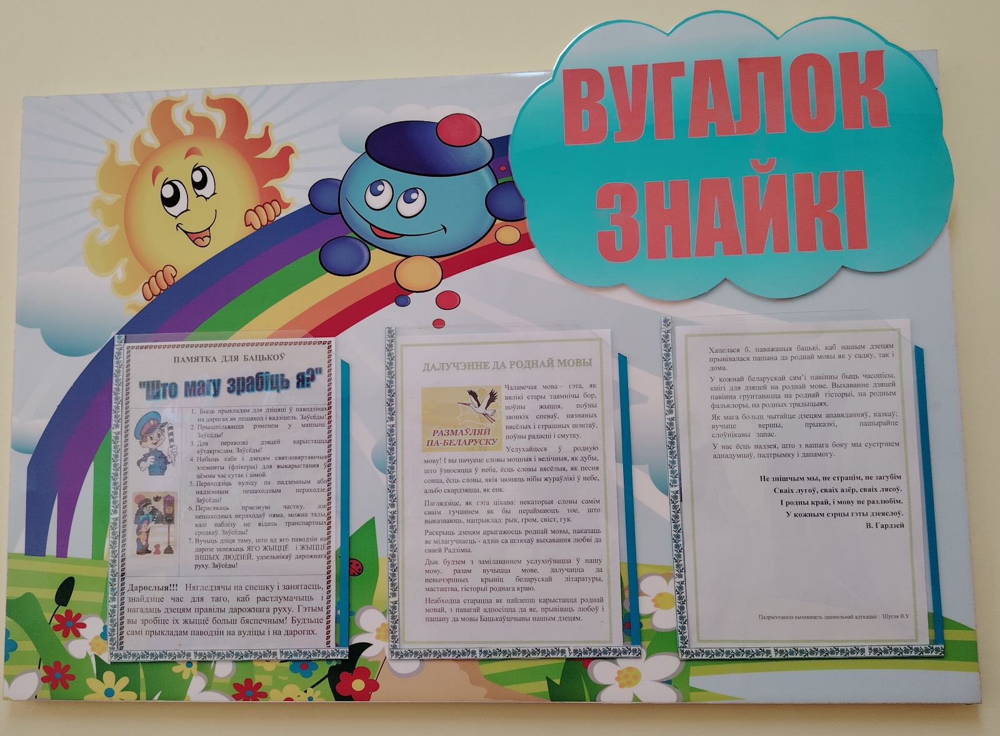 ВУГАЛОК
ЗНАЙКІ
ПАМЯТКА ДЛЯ БАЦЬКОЎ
"Што магу зрабіць я?"
1. Быць прыкладам для дзіцяці ў паводзінах
на дарогах як пешаход і вадзіцель. Заўсёды!
2. Прышпільвацца рэменем у машыне.
Заўсёды!
3. Для перавозкі дзяцей карыстацца
аўтакрэслам. Заўсёды!
4. Набыць сабе і дзецям святловяртаючыя
элементы (флікеры) для выкарыстання ў
цёмны час сутак і зімой.
5. Пераходзіць вуліцу па падземным або
надземным пешаходным пераходзе.
Заўсёды!
6. Перасякаць праезную частку, дзе
пешаходных пераходаў няма, можна тады,
калі паблізу не відаць транспартных
сродкаў. Заўсёды!
7. Вучыць дзіця таму, што ад яго паводзін на
дарозе залежыць ЯГО ЖЫЦЦЁ і ЖЫЦЦЁ
ІНШЫХ ЛЮДЗЕЙ, удзельнікаў дарожнага
руху. Заўсёды!
Дарослыя!!! Нягледзячы на спешку і занятасць,
знайдзіце час для таго, каб растлумачыць і
нагадаць дзецям правілы дарожнага руху. Гэтым
вы зробіце іх жыццё больш бяспечным! Будзьце
самі прыкладам паводзін на вуліцы і на дарогах.
ДАЛУЧЭННЕ ДА РОДНАЙ МОВЫ
РАЗМАЎЛЯЙ
ПА-БЕЛАРУСКУ
Чалавечая мова – гэта, як
вялікі стары таямнічы бор,
поўны жыцця, поўны
звонкіх спеваў, нязнаных
вясёлых і страшных шэптаў,
поўны радасці і смутку.
Услухайцеся ў родную
мову! І вы пачуеце словы моцныя і велічныя, як дубы,
што ўзносяцца ў неба, ёсць словы вясёлыя, як песня
сонца, ёсць словы, якія звоняць нібы жураўлікі ў небе,
альбо скардзяцца, як енк.
Паглядзіце, як гэта цікава: некаторыя словы самім
сваім гучаннем як бы пераймаюць тое, што
выказваюць, напрыклад: рык, гром, свіст, гук.
Раскрыць дзецям прыгажосць роднай мовы, паказаць
яе мілагучнасць - адзін са шляхаў выхавання любві да
сваей Радзімы.
Дык будзем з замілаваннем услухоўвацца ў нашу
мову, разам вучыцца мове, далучацца да
невычэрпных крыніц беларускай літаратуры,
мастацтва, гісторыі роднага краю.
Неабходна старацца як найлепш карыстацца роднай
мовай, з павагай адносіцца да яе, прывіваць любоў і
пашану да мовы Бацькаўшчыны нашым дзецям.
Хацелася б, паважаныя бацькі, каб нашым дзецям
прывівалася пашана да роднай мовы як у садку, так і
дома.
У кожнай беларускай сям'і павінны быць часопісы,
кнігі для дзяцей на роднай мове. Выхаванне дзяцей
павінна грунтавацца на роднай гісторыі, на родным
фальклоры, на родных традыцыях.
Як мага больш чытайце дзецям апавяданняў, казкаў;
вучыце вершы, прыказкі, пашырайце
слоўнікавы запас.
У нас ёсць надзея, што з вашага боку мы сустрэнем
аднадумцаў, падтрымку і дапамогу.
Не знішчым мы, не страцім, не загубім
Сваіх лугоў, сваіх азёр, сваіх лясоў.
І родны край, і мову не разлюбім.
У кожным сэрцы гэты дзеяслоў.
В. Гардзей
Падрыхтавала выхавацель дашкольнай адукацыі : Шугля В.У